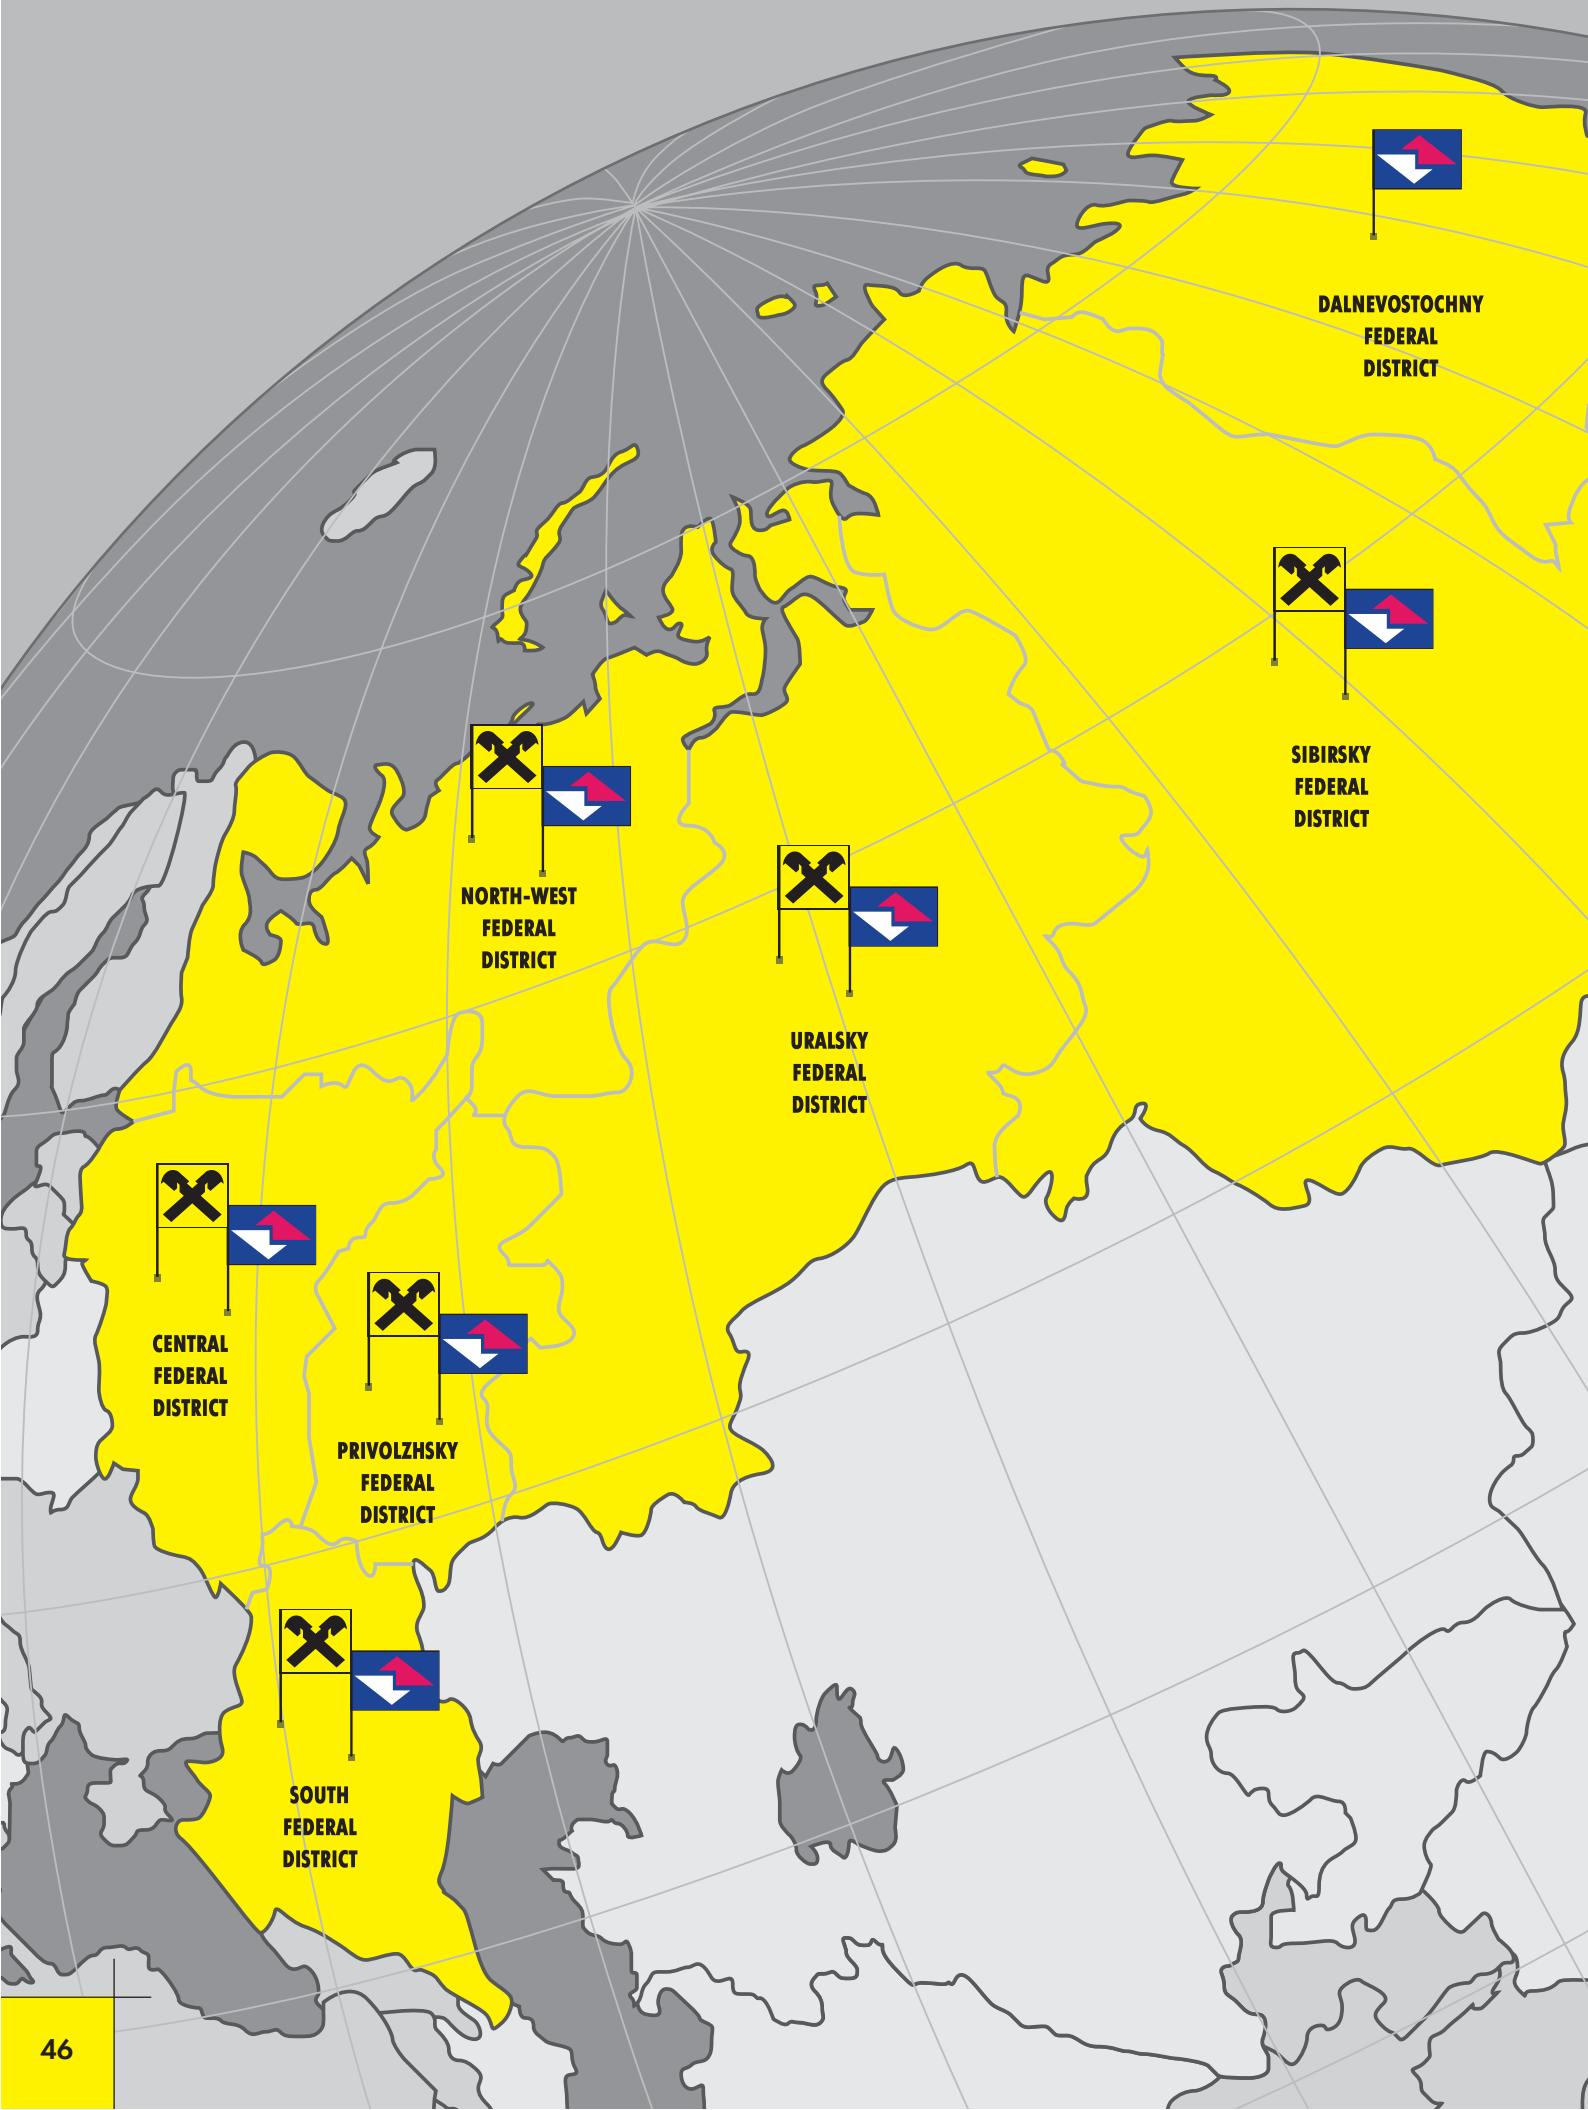 DALNEVOSTOCHNY
FEDERAL
DISTRICT
SIBIRSKY
FEDERAL
DISTRICT
NORTH-WEST
FEDERAL
DISTRICT
URALSKY
FEDERAL
DISTRICT
CENTRAL
FEDERAL
DISTRICT
PRIVOLZHSKY
FEDERAL
DISTRICT
SOUTH
FEDERAL
DISTRICT
46